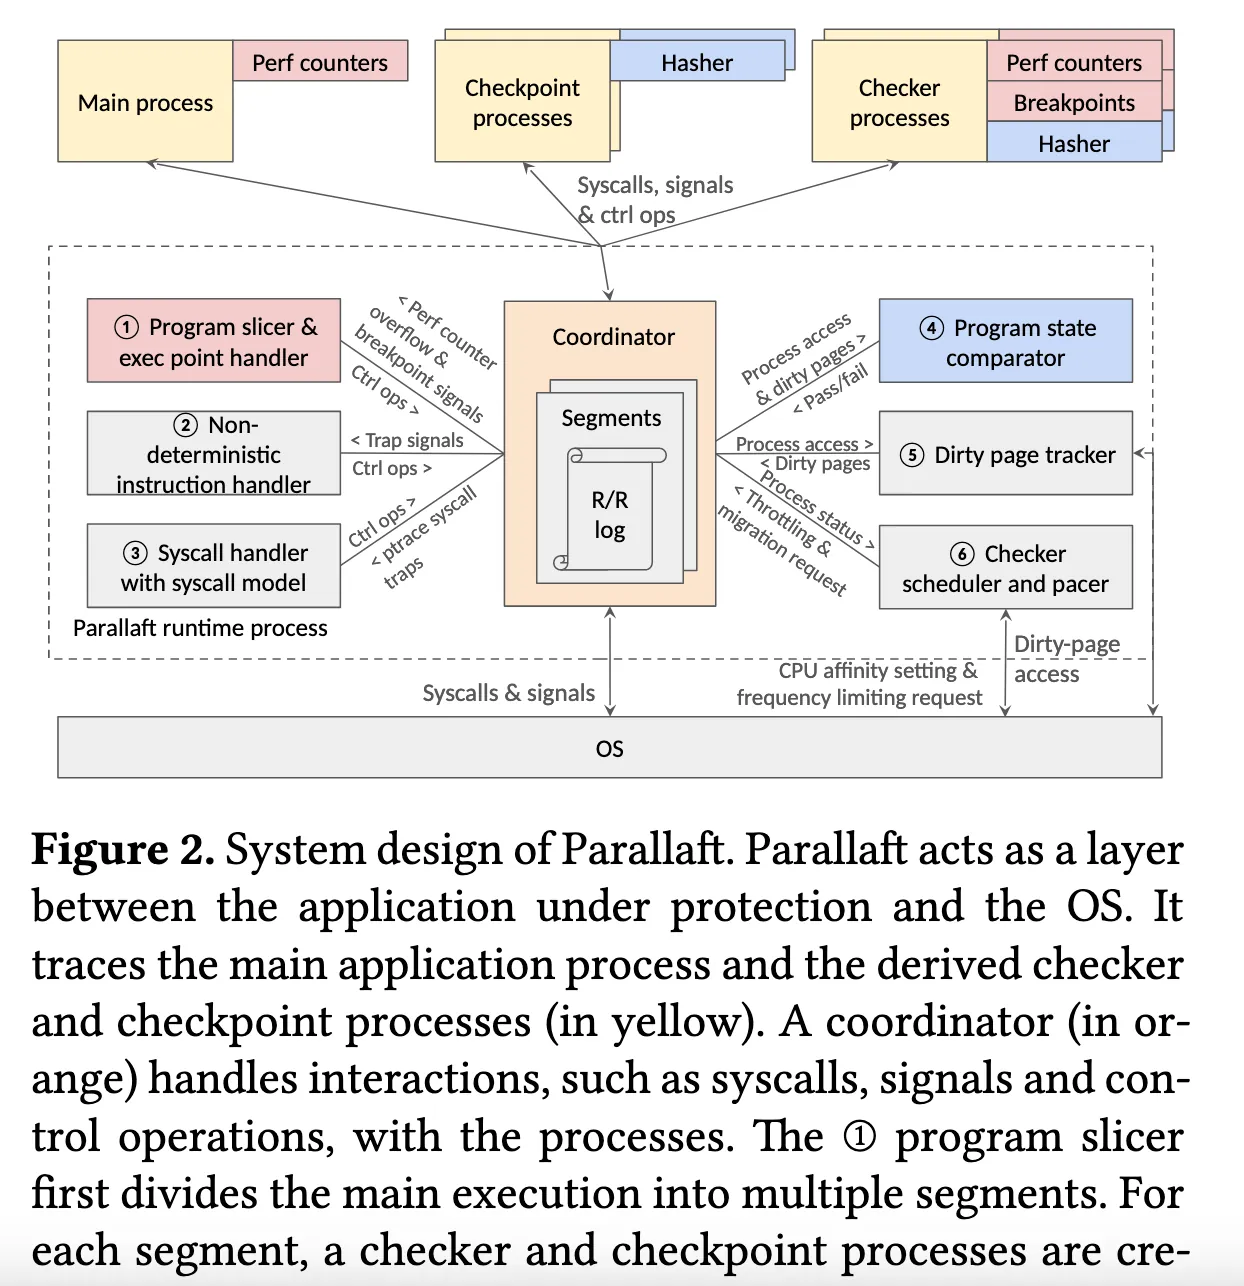 Main process
Perf counters
Checkpoint
processes
Hasher
Checker
processes
Perf counters
Breakpoints
Hasher
Syscalls, signals
& ctrl ops
① Program slicer &
exec point handler
< Perf counter
overflow &
breakpoint signals
Ctrl ops >
② Non-
deterministic
instruction handler
< Trap signals
Ctrl ops >
③ Syscall handler
with syscall model
Ctrl ops >
< ptrace syscall
traps
Parallaft runtime process
Coordinator
Segments
R/R
log
Process access
& dirty pages >
< Pass/fail
④ Program state
comparator
Process access >
< Dirty pages
⑤ Dirty page tracker
Process status >
< Throttling &
migration request
⑥ Checker
scheduler and pacer
Syscalls & signals
CPU affinity setting &
frequency limiting request
Dirty-page
access
OS
Figure 2. System design of Parallaft. Parallaft acts as a layer
between the application under protection and the OS. It
traces the main application process and the derived checker
and checkpoint processes (in yellow). A coordinator (in or-
ange) handles interactions, such as syscalls, signals and con-
trol operations, with the processes. The ① program slicer
first divides the main execution into multiple segments. For
each segment, a checker and checkpoint processes are cre-